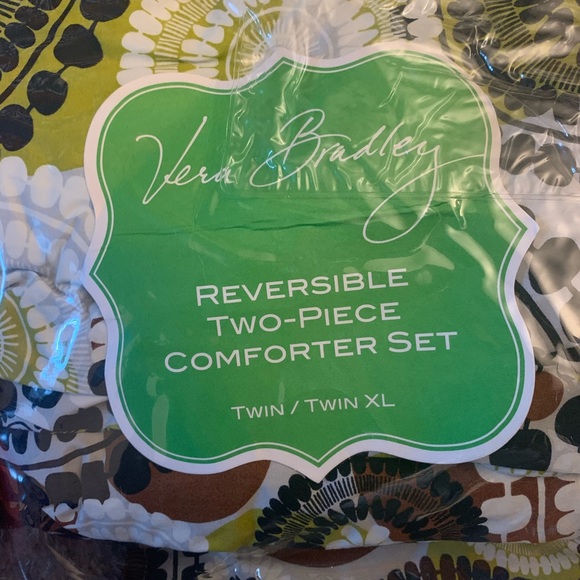 Vera Bradley
REVERSIBLE
TWO-PIECE
COMFORTER SET
TWIN / TWIN XL